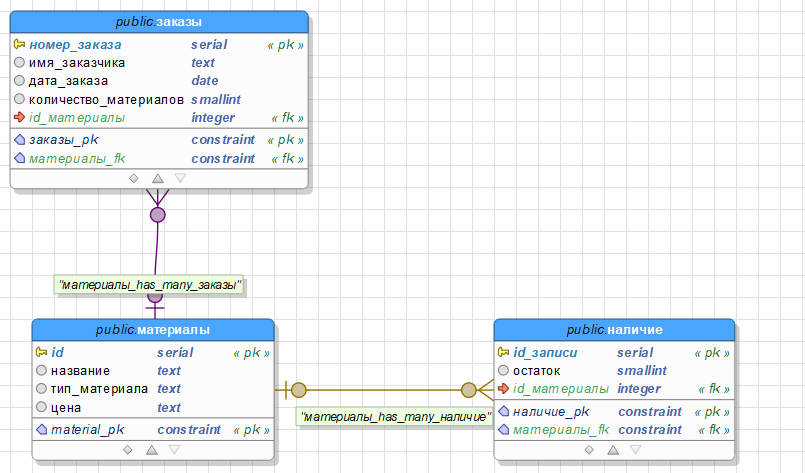 public.заказы
номер_заказа serial « pk »
имя_заказчика text
дата_заказа date
количество_материалов smallint
id_материалы integer « fk »
заказы_pk constraint « pk »
материалы_fk constraint « fk »
"материалы_has_many_заказы"
public.материалы
id serial « pk »
название text
тип_материала text
цена text
material_pk constraint « pk »
"материалы_has_many_наличие"
public.наличие
id_записи serial « pk »
остаток smallint
id_материалы integer « fk »
наличие_pk constraint « pk »
материалы_fk constraint « fk »